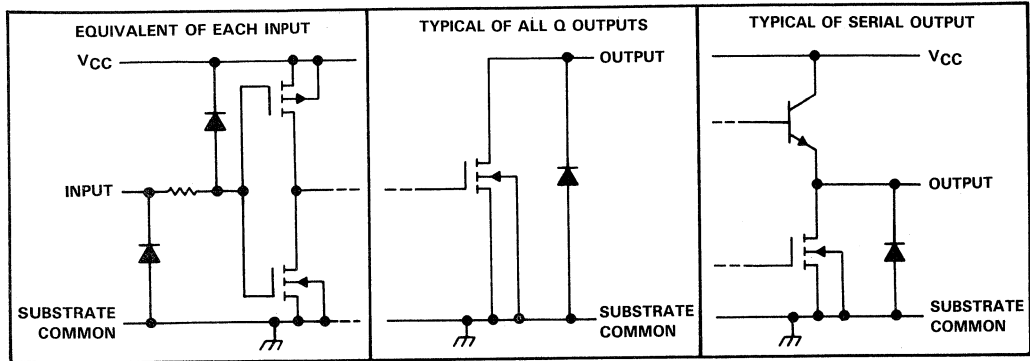 EQUIVALENT OF EACH INPUT
VCC
INPUT
SUBSTRATE
COMMON
TYPICAL OF ALL Q OUTPUTS
OUTPUT
SUBSTRATE
COMMON
TYPICAL OF SERIAL OUTPUT
VCC
OUTPUT
SUBSTRATE
COMMON